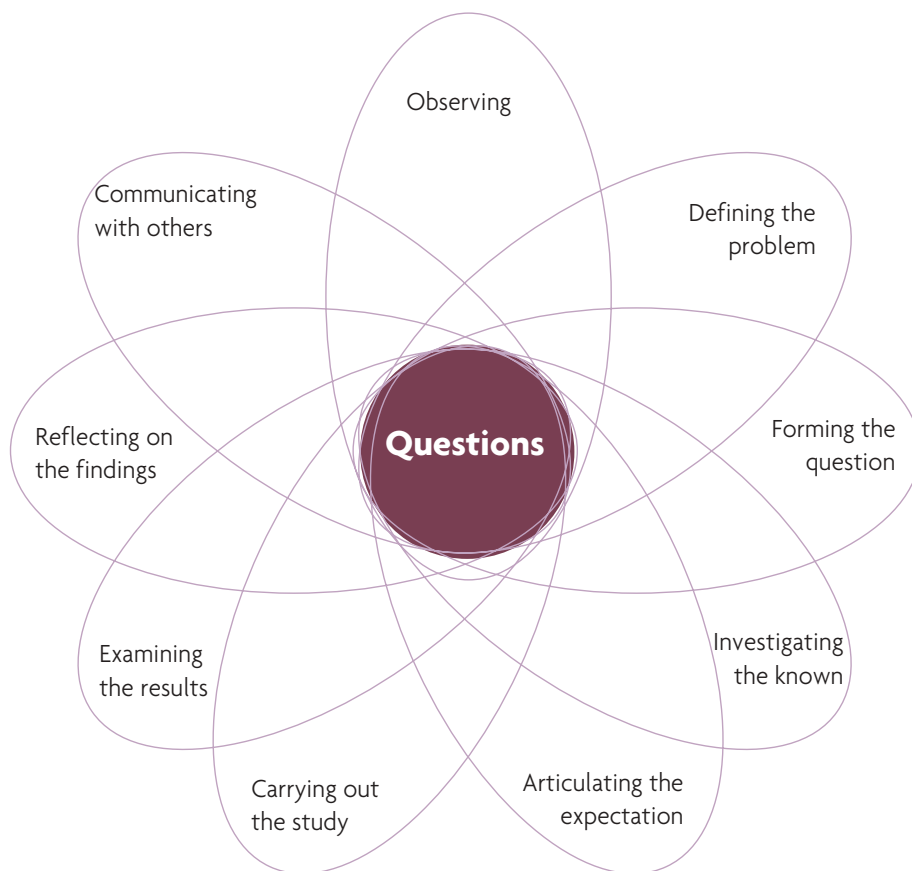 Observing
Defining the
problem
Forming the
question
Investigating
the known
Articulating the
expectation
Carrying out
the study
Examining
the results
Reflecting on
the findings
Communicating
with others
Questions